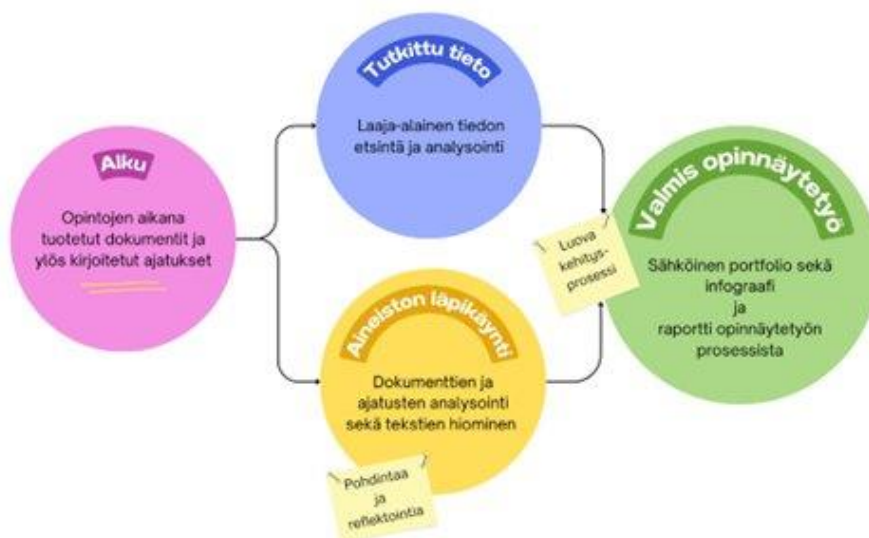 Alku
Opintojen aikana
tuotetut dokumentit ja
ylös kirjoitetut ajatukset
Tutkittu tieto
Laaja-alainen tiedon
etsintä ja analysointi
Aineiston läpikäynti
Dokumenttien ja
ajatusten analysointi
sekä tekstien hiominen
Pohdintaa
ja
reflektointia
Luova
kehitys-
prosessi
Valmis opinnäytetyö
Sähköinen portfolio sekä
infograafi
ja
raportti opinnäytetyön
prosessista